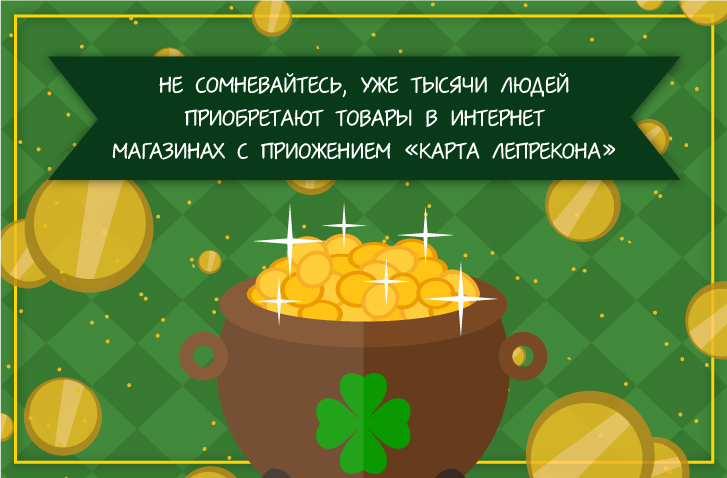 НЕ СОМНЕВАЙТЕСЬ, УЖЕ ТЫСЯЧИ ЛЮДЕЙ
ПРИОБРЕТАЮТ ТОВАРЫ В ИНТЕРНЕТ
МАГАЗИНАХ С ПРИОЖЕНИЕМ «КАРТА ЛЕПРЕКОНА»